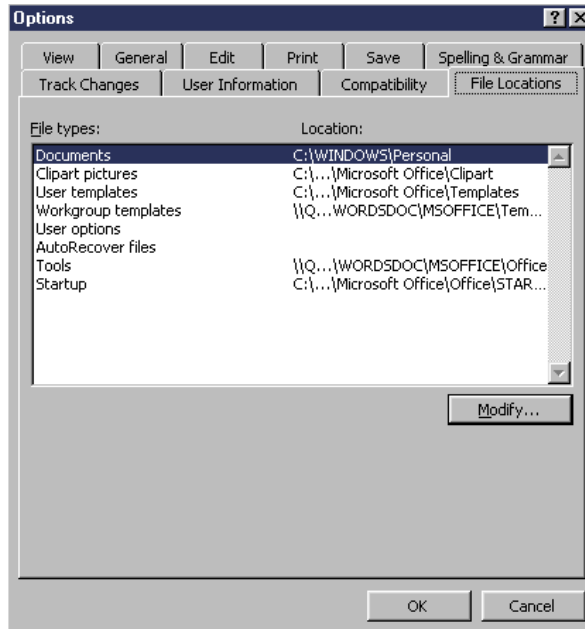 Options
View General Edit Print Save Spelling & Grammar
Track Changes User Information Compatibility File Locations
File types: Location:
Documents C:\WINDOWS\Personal
Clipart pictures C:\...\Microsoft Office\Clipart
User templates C:\...\Microsoft Office\Templates
Workgroup templates \\Q...WORDSDOC\MSOFFICE\Tem...
User options
AutoRecover files
Tools \\Q...\WORDSDOC\MSOFFICE\Office
Startup C:\...\Microsoft Office\Office\STAR...
Modify...
OK Cancel